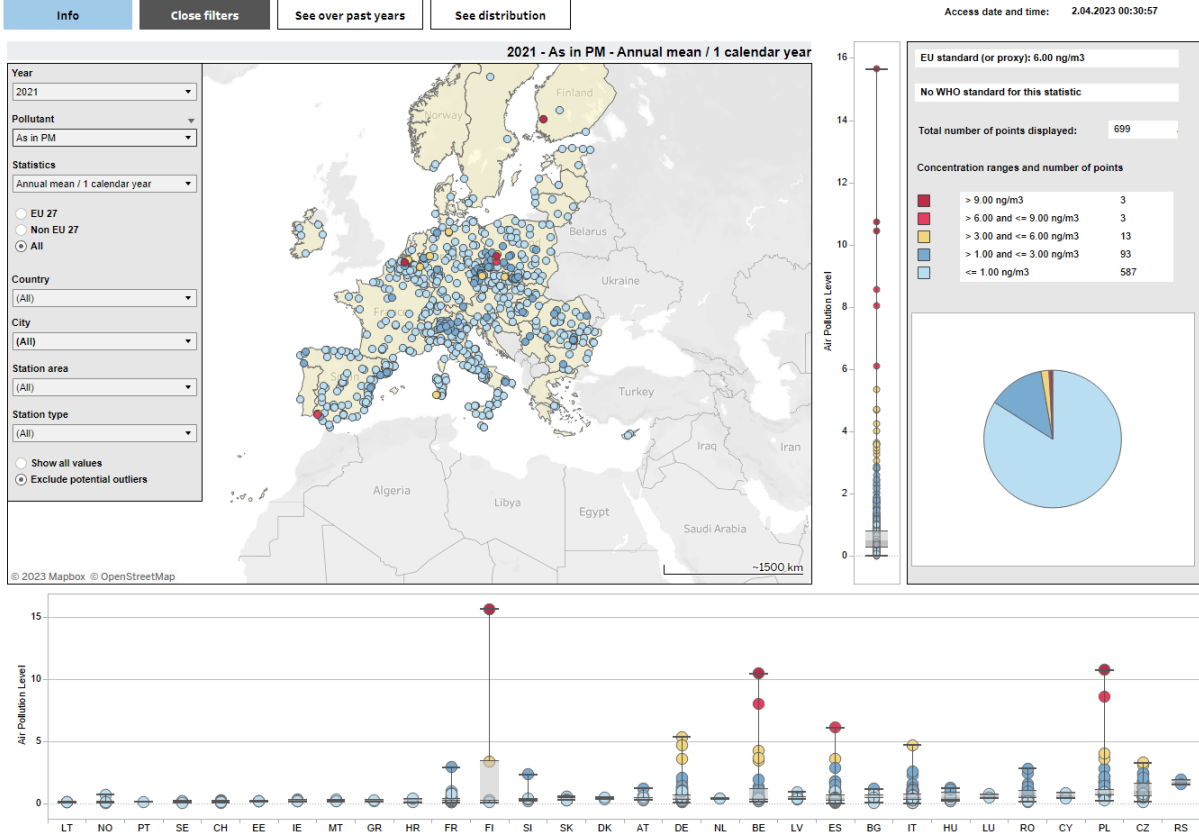 Info
Close filters
See over past years
See distribution
Access date and time: 2.04.2023 00:30:57
2021 - As in PM - Annual mean / 1 calendar year
Year
2021
Pollutant
As in PM
Statistics
Annual mean / 1 calendar year
EU 27
Non EU 27
All
Country
(All)
City
(All)
Station area
(All)
Station type
(All)
Show all values
Exclude potential outliers
Finland
Norway
Belarus
Ukraine
France
Spain
Turkey
Iraq
Iran
Algeria
Libya
Egypt
Saudi Arabia
© 2023 Mapbox © OpenStreetMap
~1500 km
Air Pollution Level
16
14
12
10
8
6
4
2
0
EU standard (or proxy): 6.00 ng/m3
No WHO standard for this statistic
Total number of points displayed: 699
Concentration ranges and number of points
> 9.00 ng/m3 3
> 6.00 and <= 9.00 ng/m3 3
> 3.00 and <= 6.00 ng/m3 13
> 1.00 and <= 3.00 ng/m3 93
<= 1.00 ng/m3 587
Air Pollution Level
15
10
5
0
LT NO PT SE CH EE IE MT GR HR FR FI SI SK DK AT DE NL BE LV ES BG IT HU LU RO CY PL CZ RS